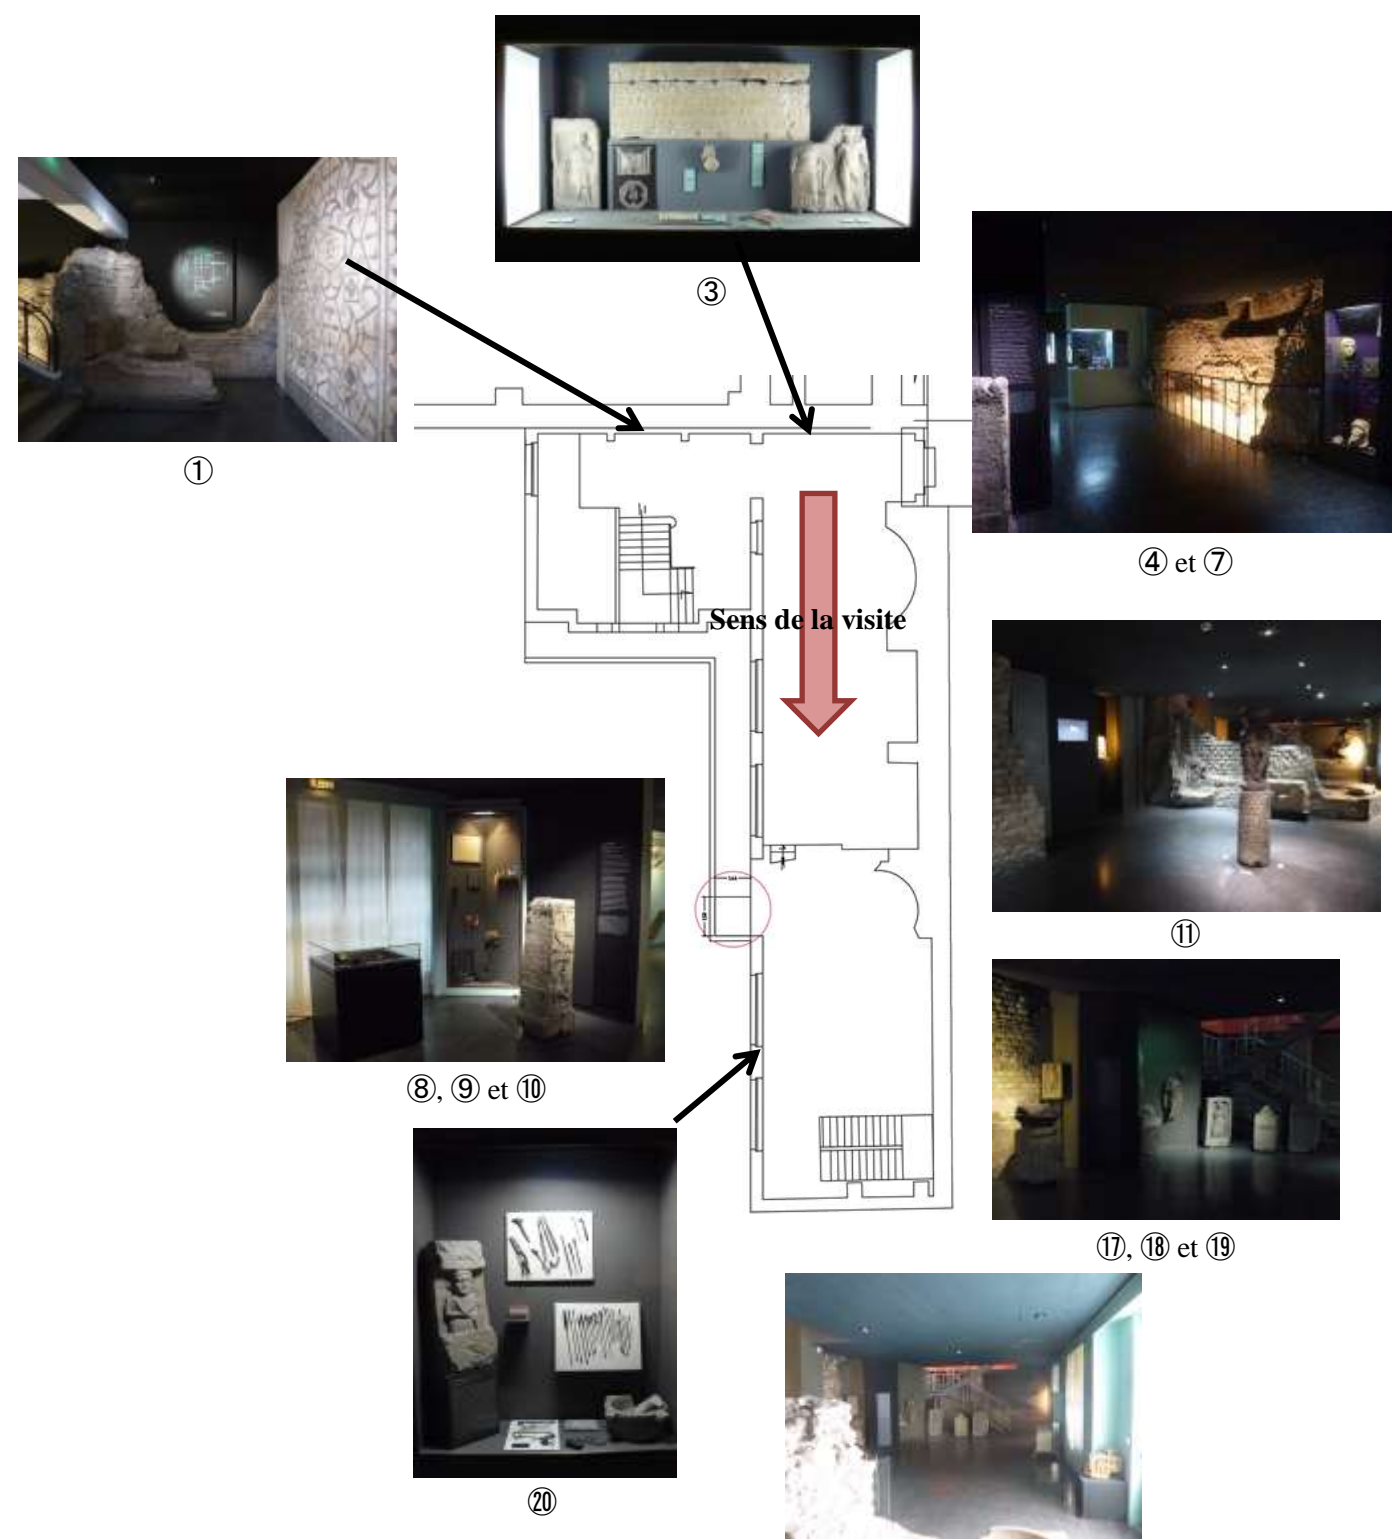 ③
①
④ et ⑦
Sens de la visite
⑪
⑧, ⑨ et ⑩
⑰, ⑱ et ⑲
⑳